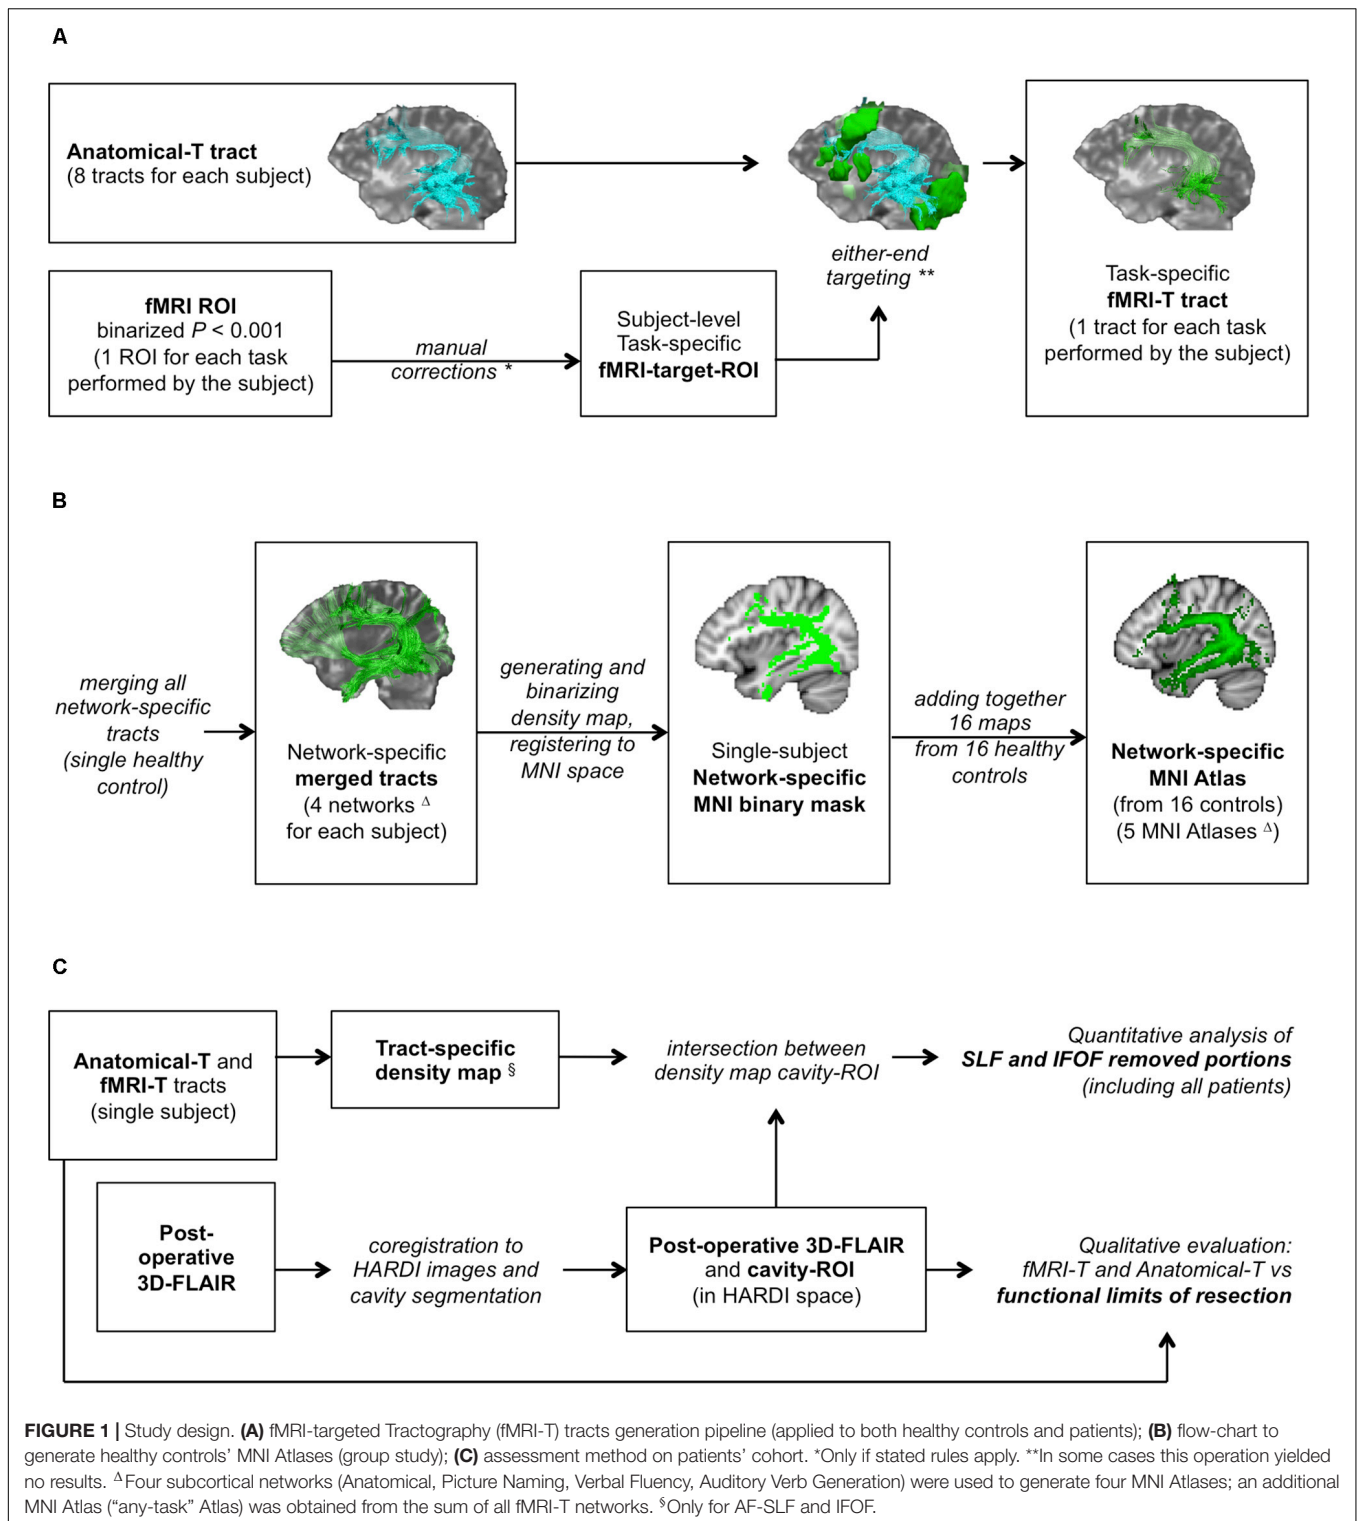 A
Anatomical-T tract
(8 tracts for each subject)
either-end
targeting **
Task-specific
fMRI-T tract
(1 tract for each task
performed by the subject)
fMRI ROI
binarized P < 0.001
(1 ROI for each task
performed by the subject)
manual
corrections *
Subject-level
Task-specific
fMRI-target-ROI
B
merging all
network-specific
tracts
(single healthy
control)
Network-specific
merged tracts
(4 networks Δ
for each subject)
generating and
binarizing
density map,
registering to
MNI space
Single-subject
Network-specific
MNI binary mask
adding together
16 maps
from 16 healthy
controls
Network-specific
MNI Atlas
(from 16 controls)
(5 MNI Atlases Δ)
C
Anatomical-T and
fMRI-T tracts
(single subject)
Tract-specific
density map §
intersection between
density map cavity-ROI
Quantitative analysis of
SLF and IFOF removed portions
(including all patients)
Post-
operative
3D-FLAIR
coregistration to
HARDI images and
cavity segmentation
Post-operative 3D-FLAIR
and cavity-ROI
(in HARDI space)
Qualitative evaluation:
fMRI-T and Anatomical-T vs
functional limits of resection
FIGURE 1 | Study design. (A) fMRI-targeted Tractography (fMRI-T) tracts generation pipeline (applied to both healthy controls and patients); (B) flow-chart to
generate healthy controls' MNI Atlases (group study); (C) assessment method on patients' cohort. *Only if stated rules apply. **In some cases this operation yielded
no results. ΔFour subcortical networks (Anatomical, Picture Naming, Verbal Fluency, Auditory Verb Generation) were used to generate four MNI Atlases; an additional
MNI Atlas ("any-task" Atlas) was obtained from the sum of all fMRI-T networks. §Only for AF-SLF and IFOF.